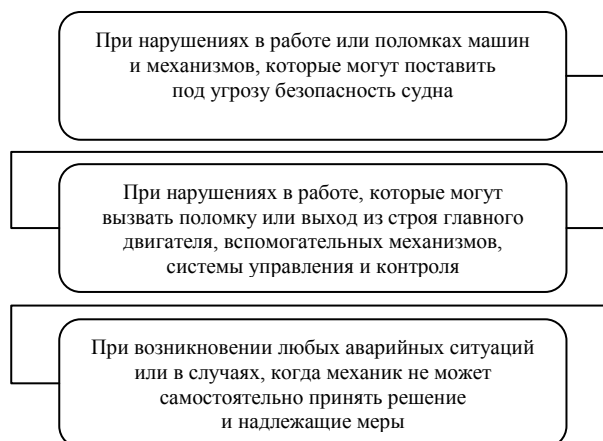 При нарушениях в работе или поломках машин
и механизмов, которые могут поставить
под угрозу безопасность судна
При нарушениях в работе, которые могут
вызвать поломку или выход из строя главного
двигателя, вспомогательных механизмов,
системы управления и контроля
При возникновении любых аварийных ситуаций
или в случаях, когда механик не может
самостоятельно принять решение
и надлежащие меры